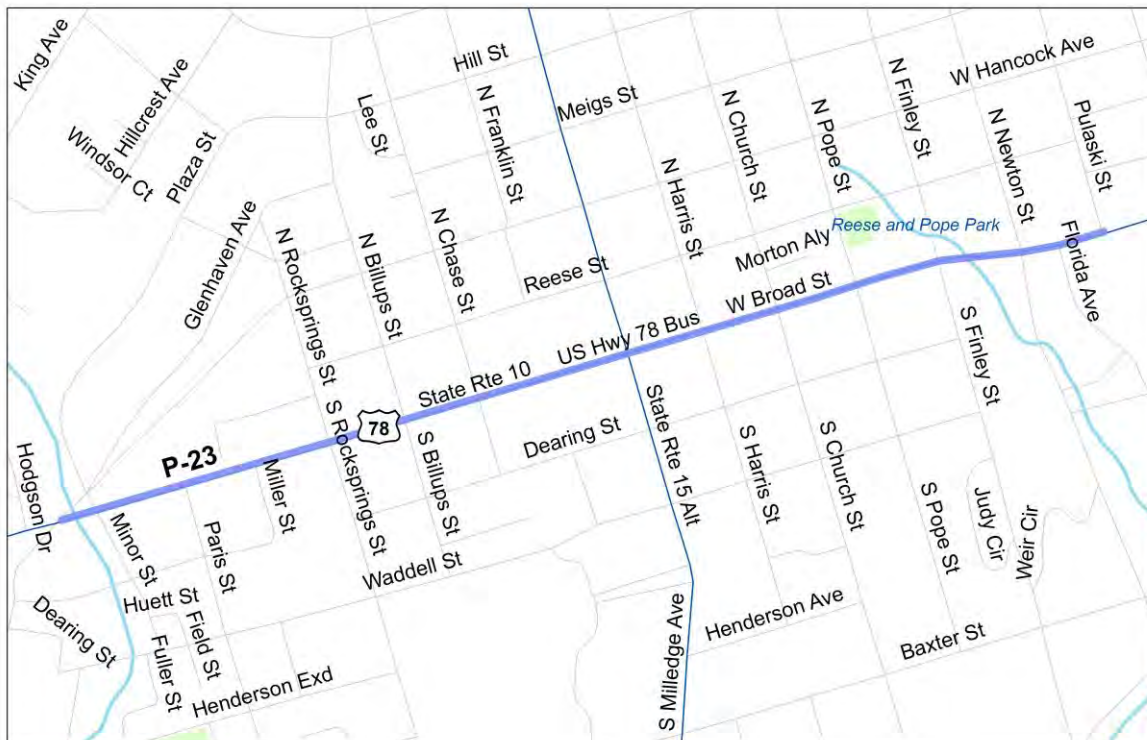 King Ave
Hillcrest Ave
Windsor Ct
Plaza St
Lee St
Hill St
N Franklin St
Meigs St
N Church St
N Pope St
N Finley St
W Hancock Ave
N Newton St
Pulaski St
Glenhaven Ave
N Rocksprings St
N Billups St
N Chase St
Reese St
N Harris St
Morton Aly
Reese and Pope Park
Florida Ave
W Broad St
US Hwy 78 Bus
State Rte 10
78
P-23
S Finley St
Hodgson Dr
Minor St
Paris St
Miller St
S Rocksprings St
S Billups St
Dearing St
State Rte 15 Alt
S Harris St
S Church St
S Pope St
Judy Cir
Weir Cir
Waddell St
Huett St
Dearing St
Fuller St
Field St
Henderson Exd
S Milledge Ave
Henderson Ave
Baxter St